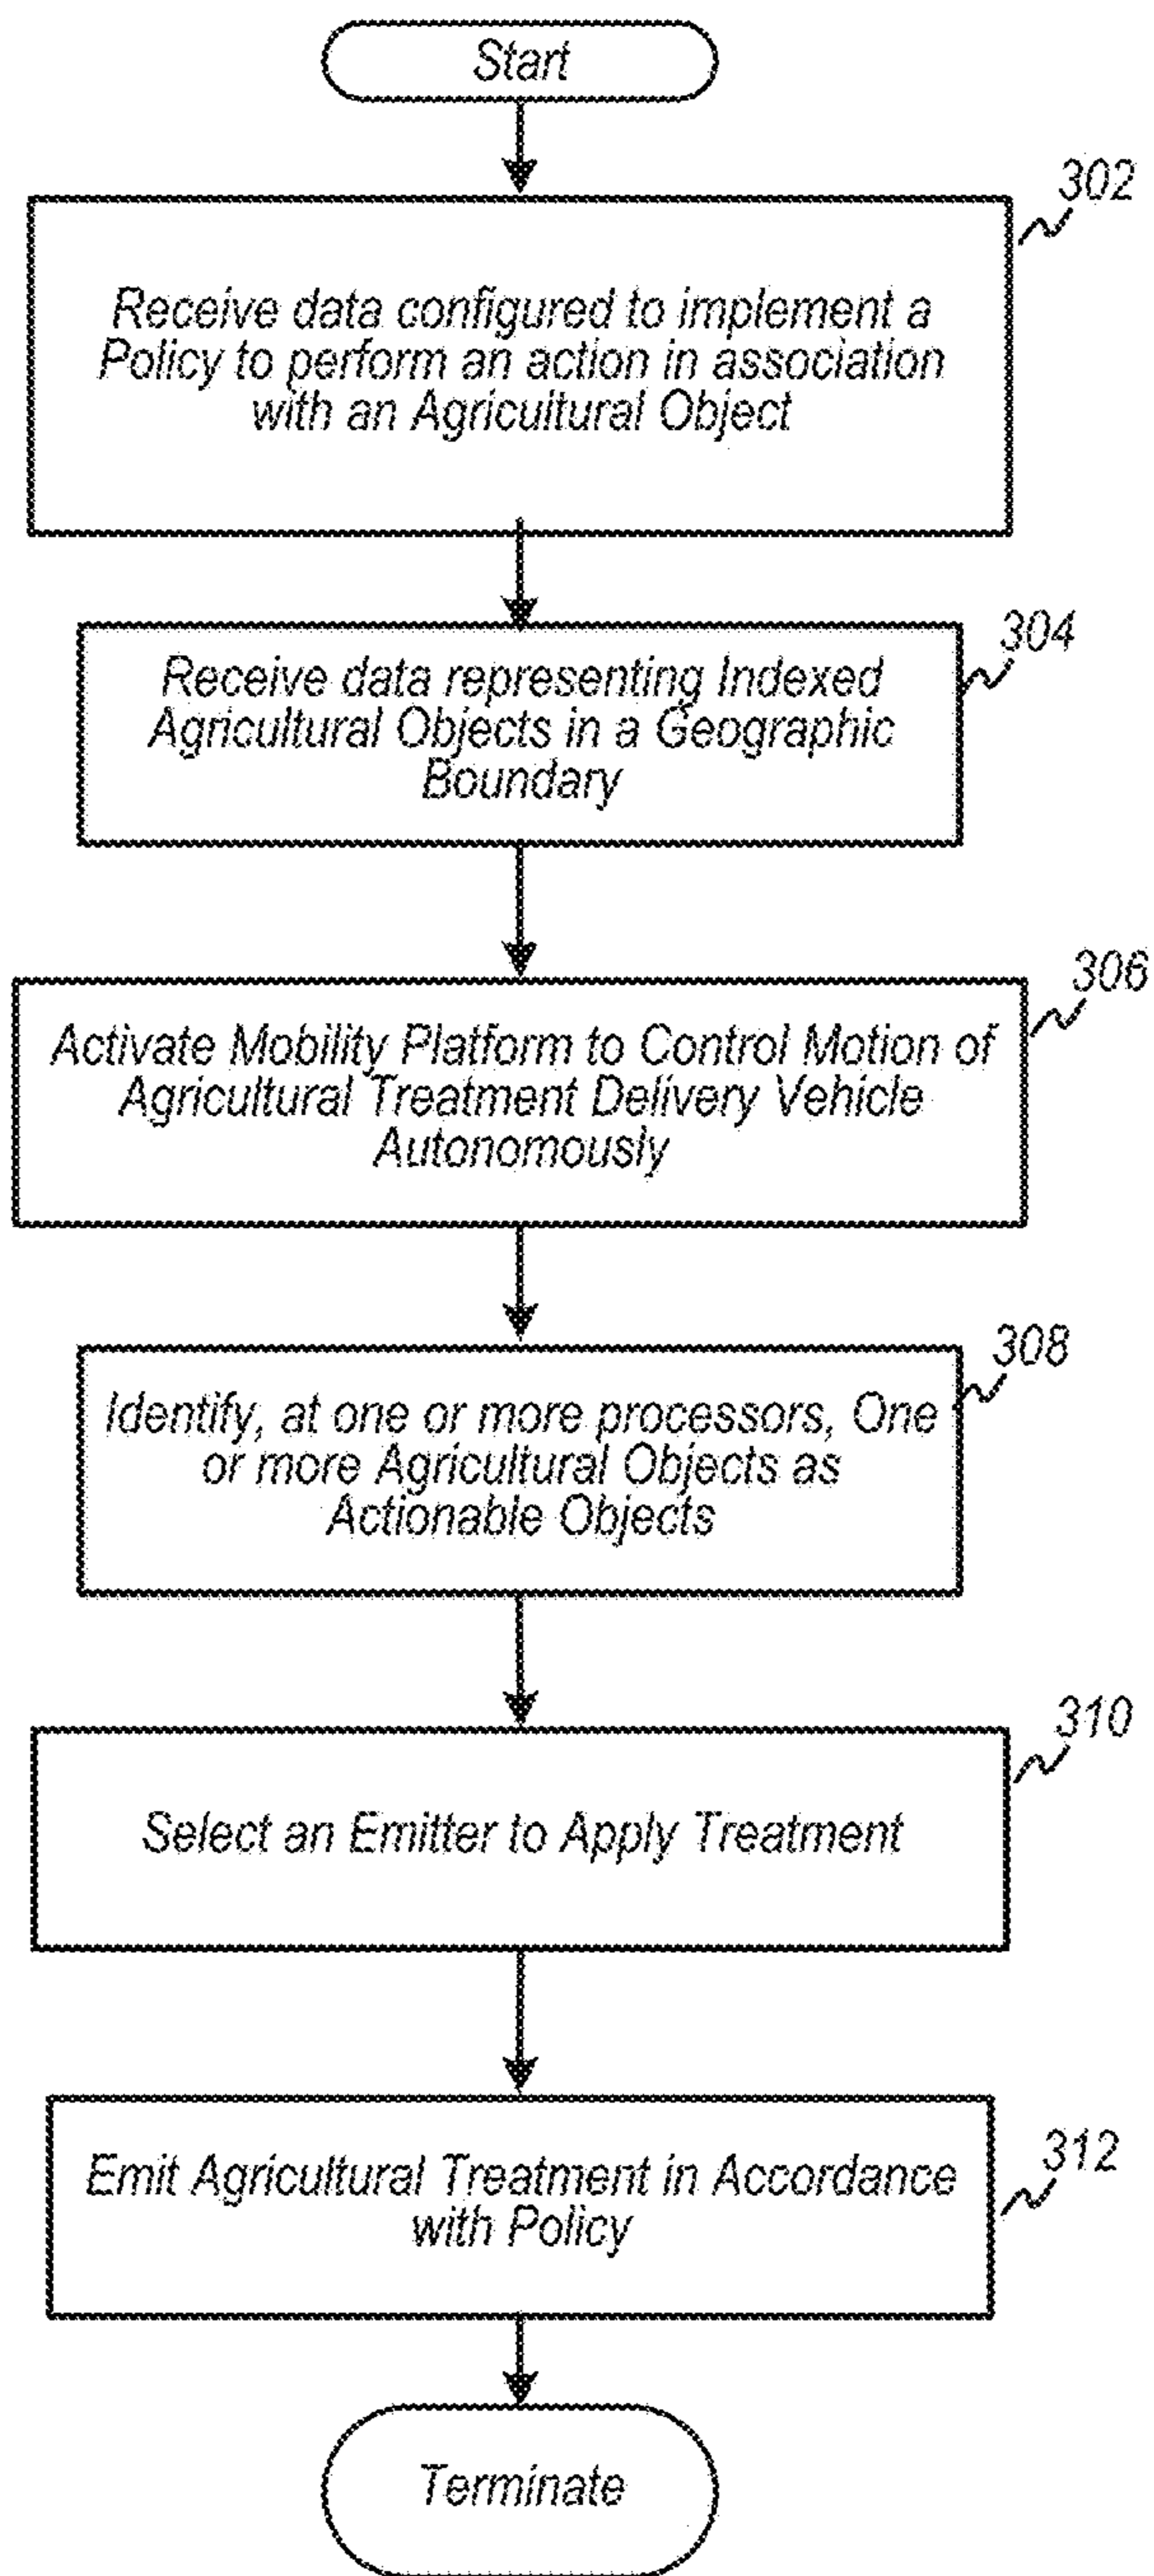 Start
302
Receive data configured to implement a
Policy to perform an action in association
with an Agricultural Object
304
Receive data representing Indexed
Agricultural Objects in a Geographic
Boundary
306
Activate Mobility Platform to Control Motion of
Agricultural Treatment Delivery Vehicle
Autonomously
308
Identify, at one or more processors, One
or more Agricultural Objects as
Actionable Objects
310
Select an Emitter to Apply Treatment
312
Emit Agricultural Treatment in Accordance
with Policy
Terminate